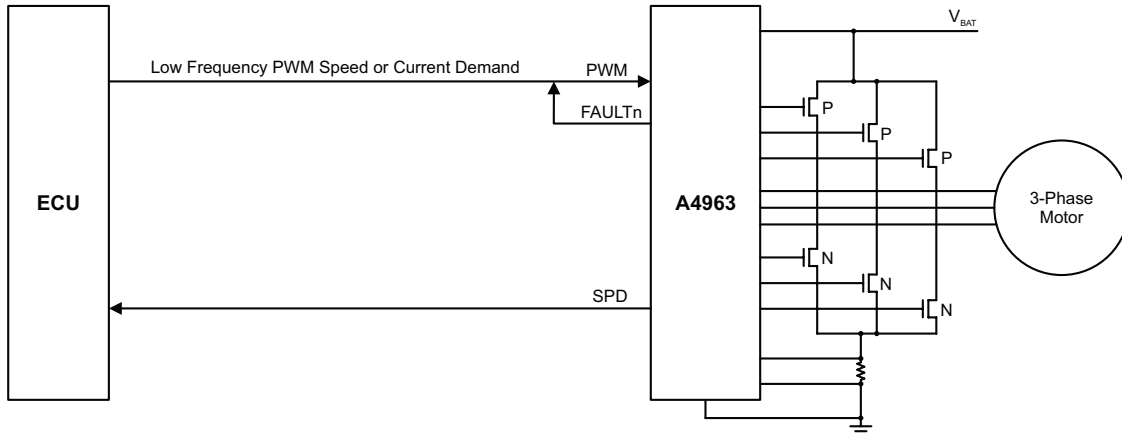 V_BAT
Low Frequency PWM Speed or Current Demand
PWM
FAULTn
P
P
P
ECU
A4963
3-Phase
Motor
N
N
N
SPD